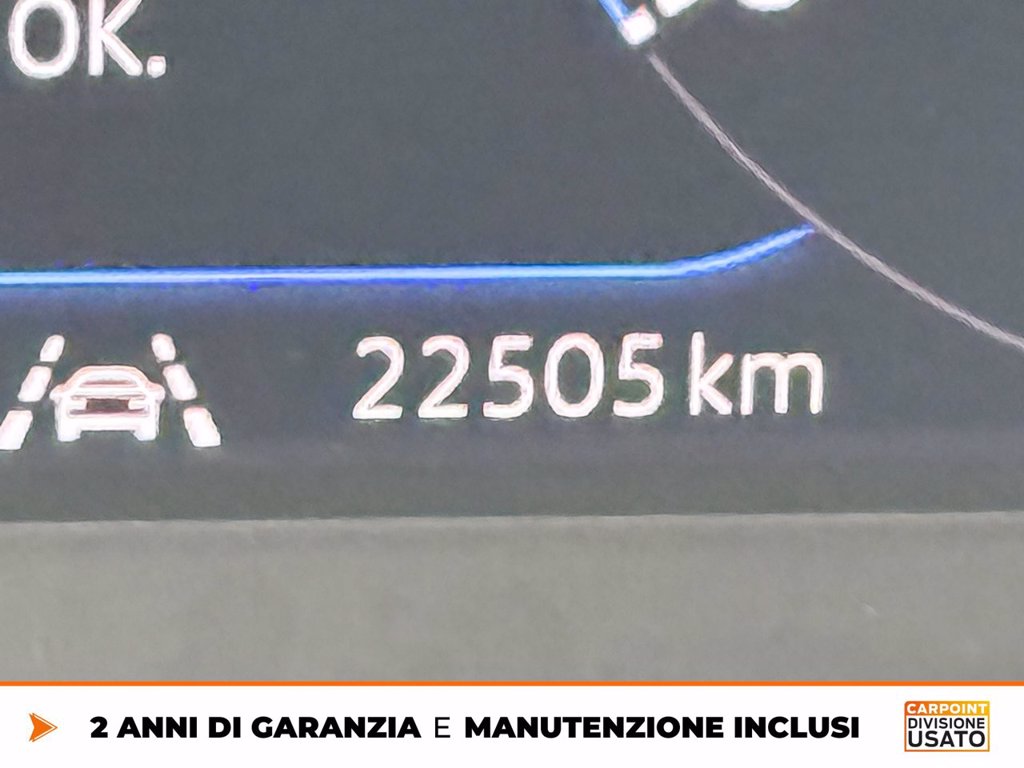 OK.
22505 km
2 ANNI DI GARANZIA E MANUTENZIONE INCLUSI
CARPOINT
DIVISIONE
USATO